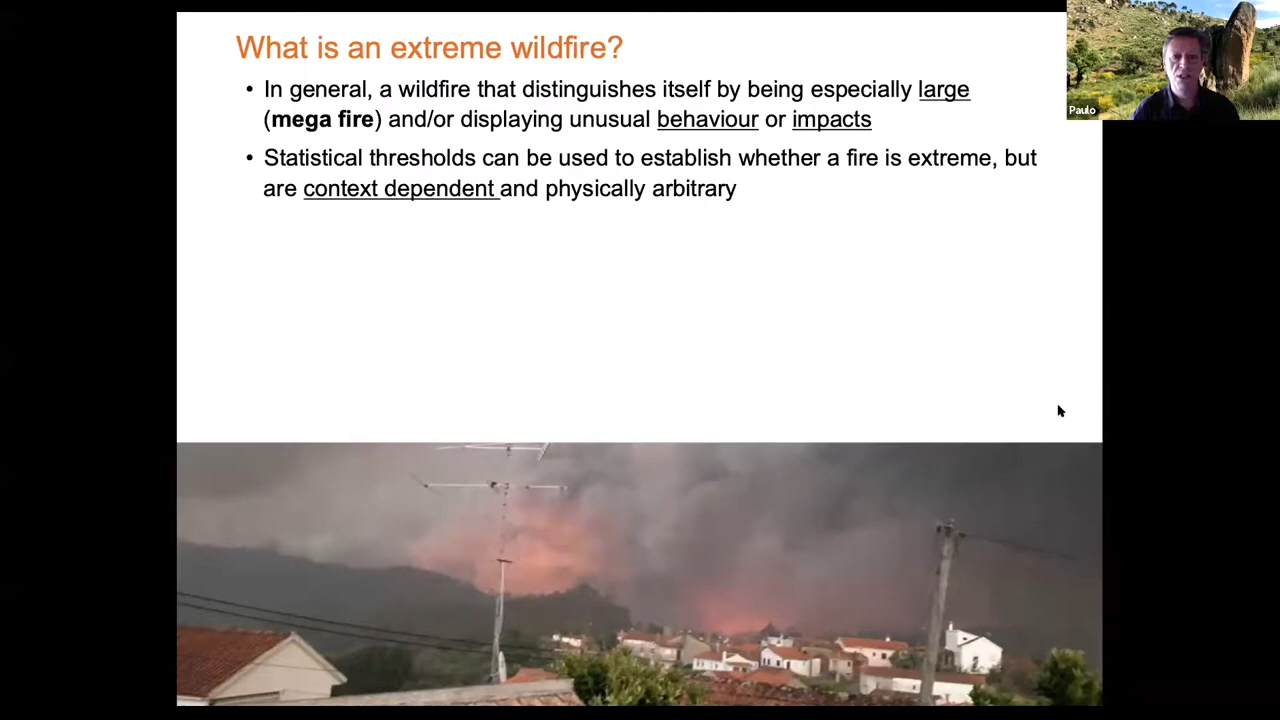 What is an extreme wildfire?
• In general, a wildfire that distinguishes itself by being especially large
(mega fire) and/or displaying unusual behaviour or impacts
• Statistical thresholds can be used to establish whether a fire is extreme, but
are context dependent and physically arbitrary
Paulo